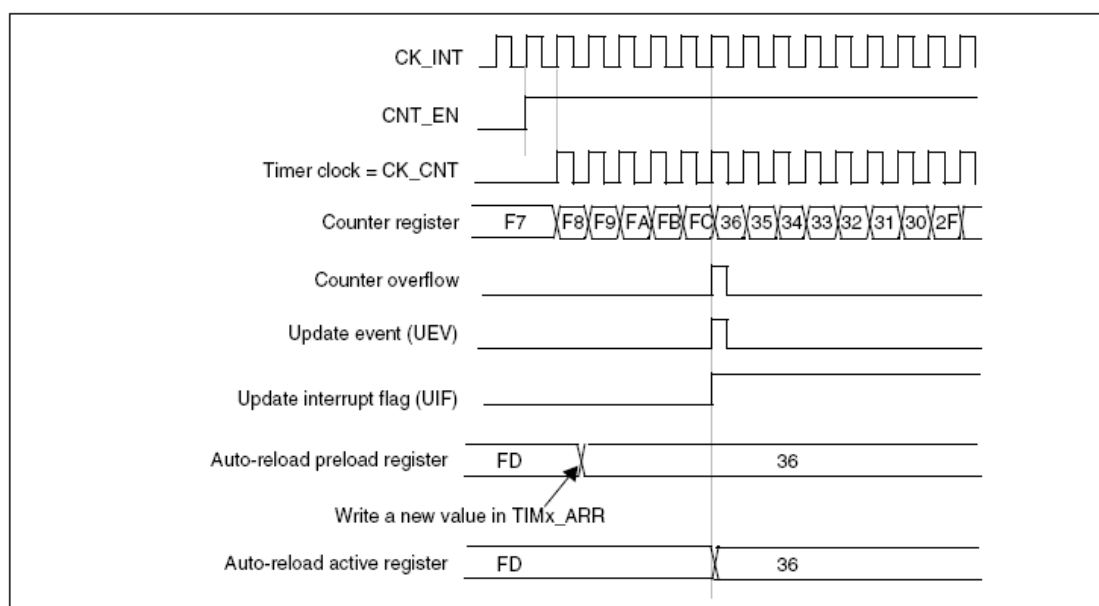 CK_INT
CNT_EN
Timer clock = CK_CNT
Counter register F7 F8 F9 FA FB FC 36 35 34 33 32 31 30 2F
Counter overflow
Update event (UEV)
Update interrupt flag (UIF)
Auto-reload preload register FD 36
Write a new value in TIMx_ARR
Auto-reload active register FD 36